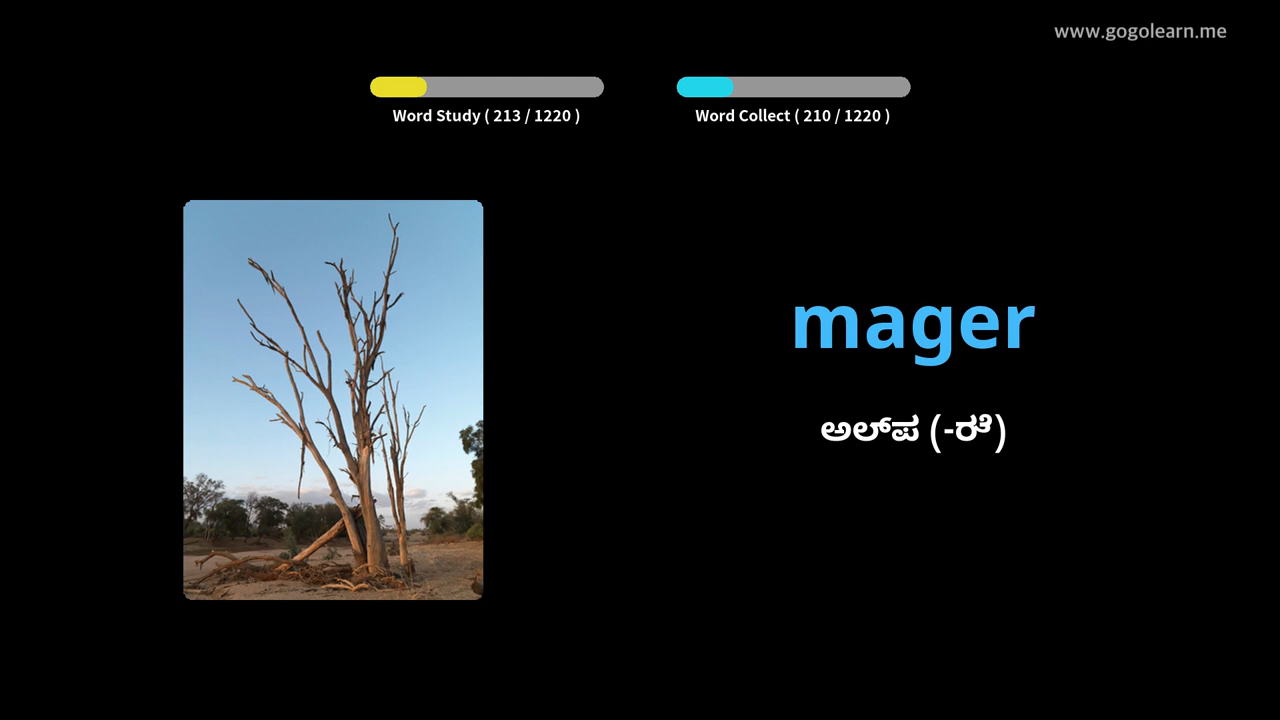 www.gogolearn.me
Word Study ( 213 / 1220 )
Word Collect ( 210 / 1220 )
mager
ಅಲ್‌ಪ (-ಠೆ)